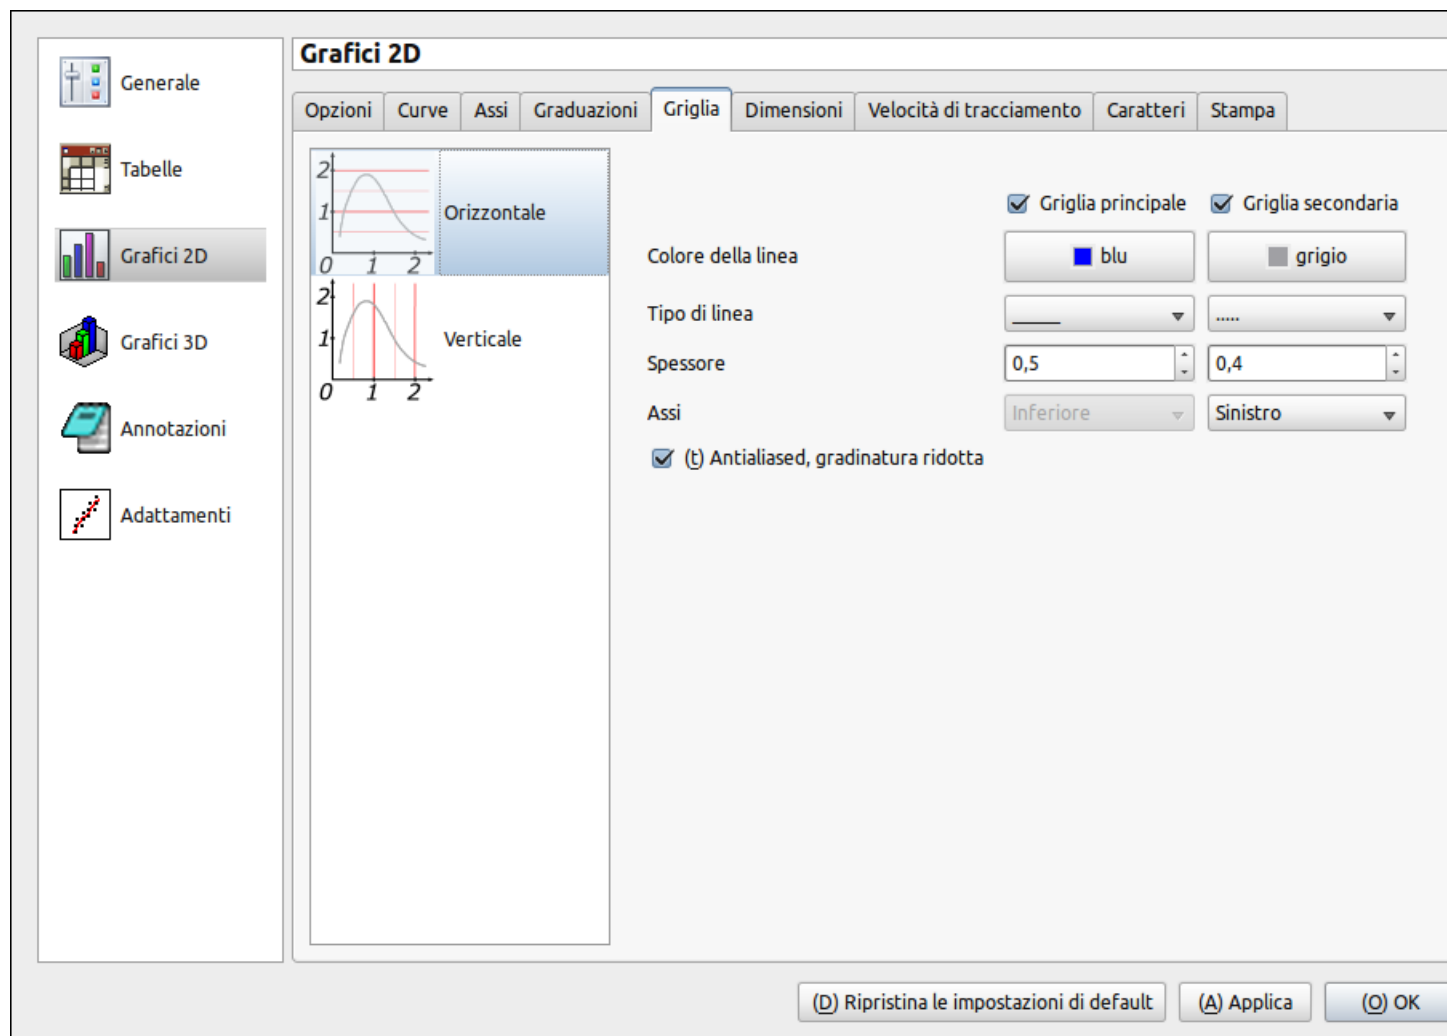 Grafici 2D
Generale
Tabelle
Grafici 2D
Grafici 3D
Annotazioni
Adattamenti
Opzioni Curve Assi Graduazioni Griglia Dimensioni Velocità di tracciamento Caratteri Stampa
2
1
0 1 2
Orizzontale
2
1
0 1 2
Verticale
Griglia principale Griglia secondaria
Colore della linea blu grigio
Tipo di linea _____ .....
Spessore 0,5 0,4
Assi Inferiore Sinistro
(t) Antialiased, gradinatura ridotta
(D) Ripristina le impostazioni di default (A) Applica (O) OK